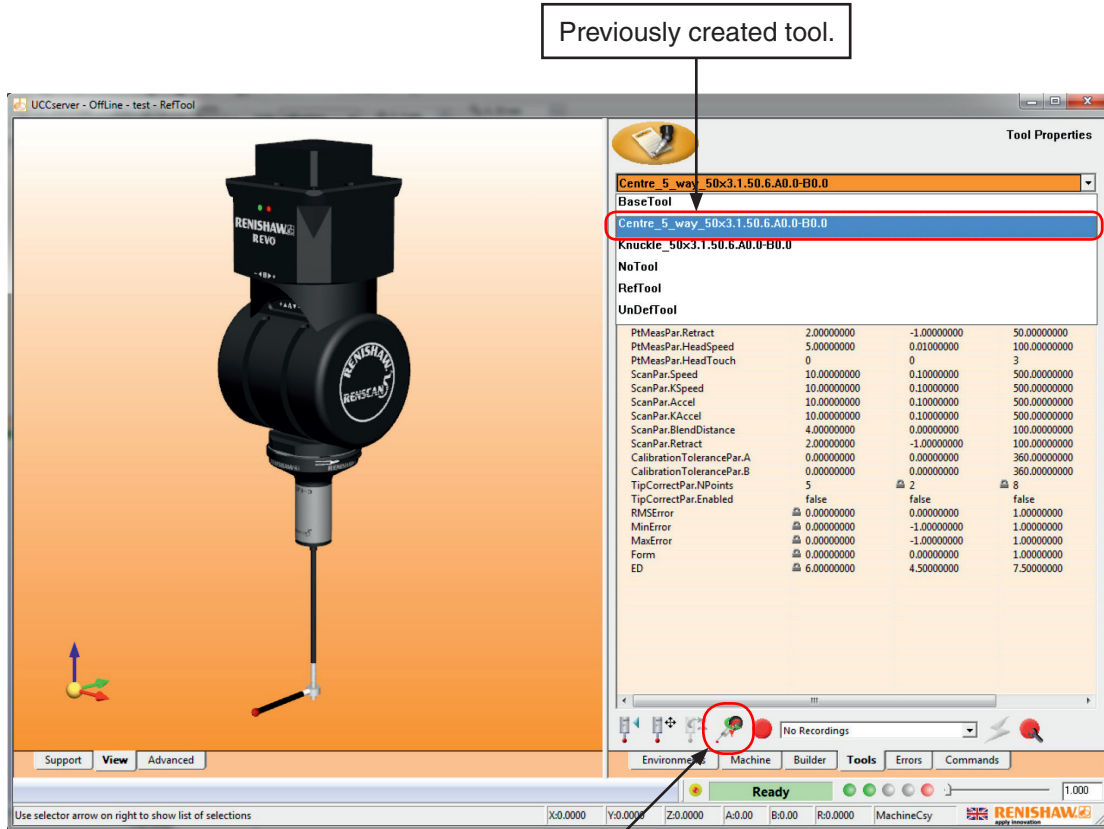 Previously created tool.
UCCserver - OffLine - test - RefTool
Tool Properties
Centre_5_way_50×3.1.50.6.A0.0-B0.0
BaseTool
Centre_5_way_50×3.1.50.6.A0.0-B0.0
Knuckle_50×3.1.50.6.A0.0-B0.0
NoTool
RefTool
UnDefTool
PtMeasPar.Retract 2.00000000 -1.00000000 50.00000000
PtMeasPar.HeadSpeed 5.00000000 0.01000000 100.00000000
PtMeasPar.HeadTouch 0 0 3
ScanPar.Speed 10.00000000 0.10000000 500.00000000
ScanPar.KSpeed 10.00000000 0.10000000 500.00000000
ScanPar.Accel 10.00000000 0.10000000 500.00000000
ScanPar.KAccel 10.00000000 0.10000000 500.00000000
ScanPar.BlendDistance 4.00000000 0.00000000 100.00000000
ScanPar.Retract 2.00000000 -1.00000000 100.00000000
CalibrationTolerancePar.A 0.00000000 0.00000000 360.00000000
CalibrationTolerancePar.B 0.00000000 0.00000000 360.00000000
TipCorrectPar.NPoints 5 2 8
TipCorrectPar.Enabled false false false
RMSError 0.00000000 0.00000000 1.00000000
MinError 0.00000000 -1.00000000 1.00000000
MaxError 0.00000000 -1.00000000 1.00000000
Form 0.00000000 0.00000000 1.00000000
ED 6.00000000 4.50000000 7.50000000
RENISHAW
REVO
RENISHAW
RENSCAN
RENISHAW
No Recordings
Support View Advanced
Environments Machine Builder Tools Errors Commands
Ready 1.000
Use selector arrow on right to show list of selections X:0.0000 Y:0.0000 Z:0.0000 A:0.00 B:0.00 R:0.0000 MachineCsy RENISHAW
apply innovation